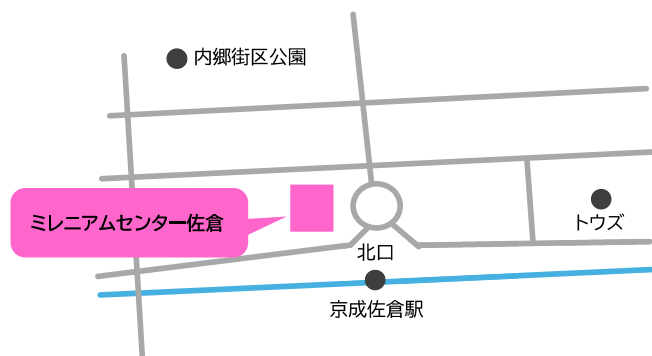 内郷街区公園
ミレニアムセンター佐倉
トウズ
北口
京成佐倉駅